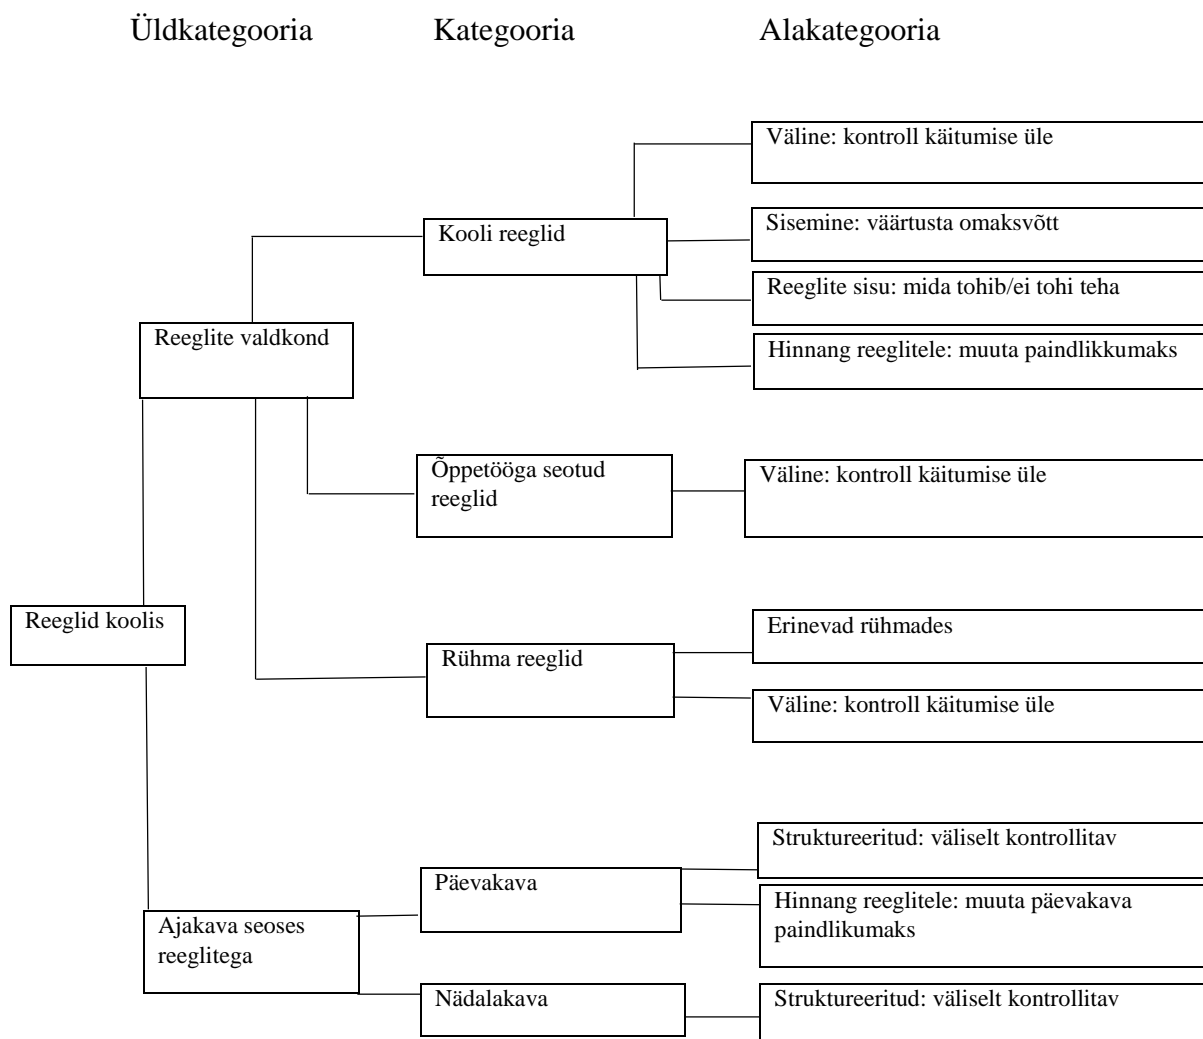 Üldkategooria Kategooria Alakategooria
Väline: kontroll käitumise üle
Kooli reeglid
Sisemine: väärtusta omaksvõtt
Reeglite sisu: mida tohib/ei tohi teha
Reeglite valdkond
Hinnang reeglitele: muuta paindlikkumaks
Õppetööga seotud
reeglid
Väline: kontroll käitumise üle
Reeglid koolis
Rühma reeglid
Erinevad rühmades
Väline: kontroll käitumise üle
Struktureeritud: väliselt kontrollitav
Päevakava
Hinnang reeglitele: muuta päevakava
paindlikumaks
Ajakava seoses
reeglitega
Nädalakava
Struktureeritud: väliselt kontrollitav